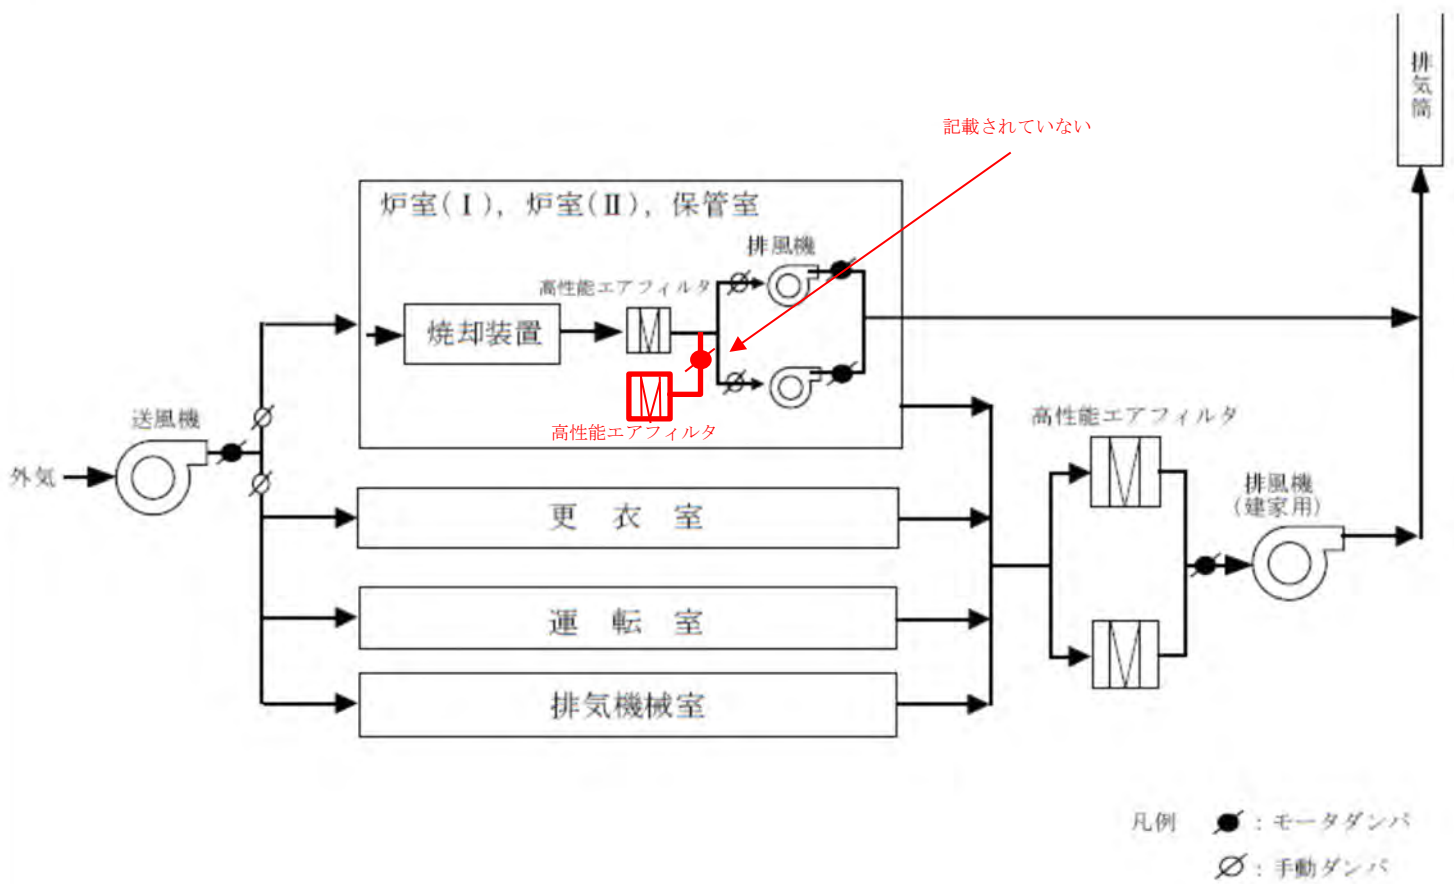 排気筒
記載されていない
炉室(Ⅰ), 炉室(Ⅱ), 保管室
排風機
高性能エアフィルタ
焼却装置
高性能エアフィルタ
送風機
外気
更 衣 室
運 転 室
排気機械室
高性能エアフィルタ
排風機
(建家用)
凡例 : モータダンパ
: 手動ダンパ